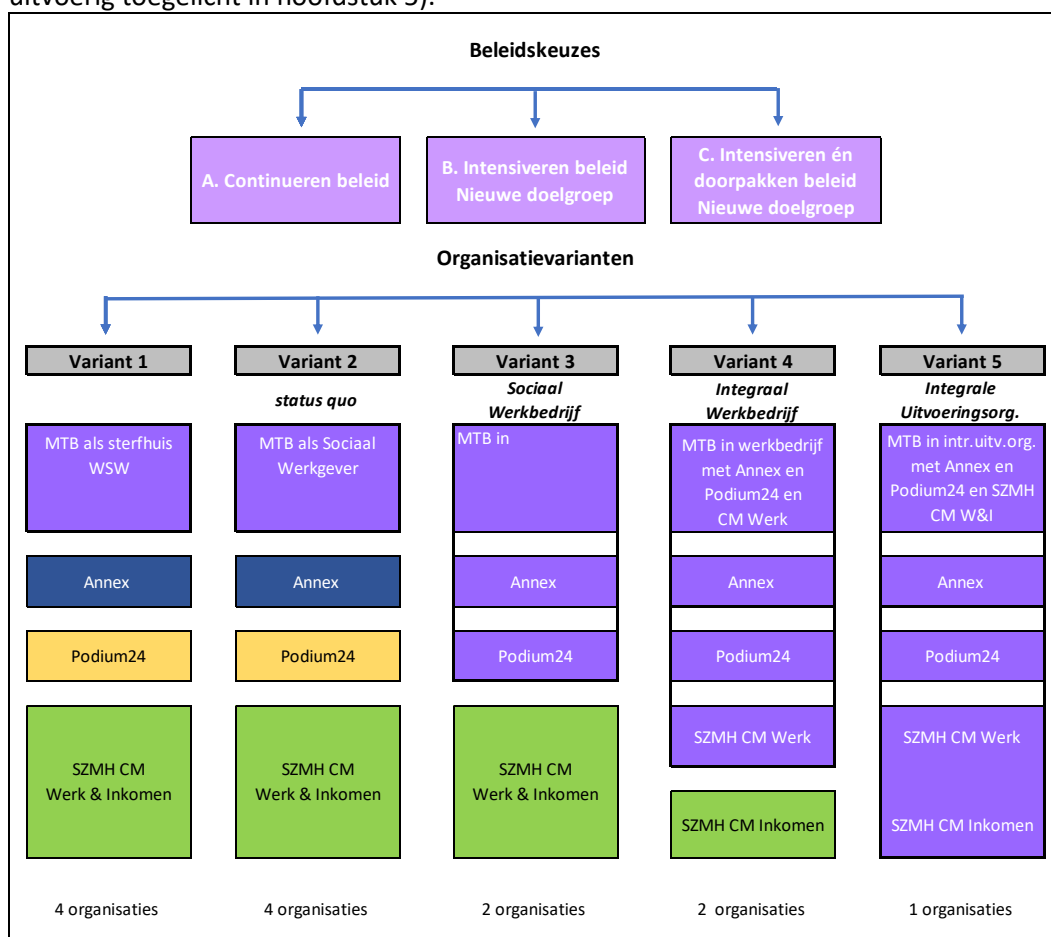 uitvoerig toegelicht in hoofdstuk 5).
Beleidskeuzes
A. Continueren beleid
B. Intensiveren beleid
Nieuwe doelgroep
C. Intensiveren én
doorpakken beleid
Nieuwe doelgroep
Organisatievarianten
Variant 1
MTB als sterfhuis
WSW
Annex
Podium24
SZMH CM
Werk & Inkomen
4 organisaties
Variant 2
status quo
MTB als Sociaal
Werkgever
Annex
Podium24
SZMH CM
Werk & Inkomen
4 organisaties
Variant 3
Sociaal
Werkbedrijf
MTB in
Annex
Podium24
SZMH CM
Werk & Inkomen
2 organisaties
Variant 4
Integraal
Werkbedrijf
MTB in werkbedrijf
met Annex en
Podium24 en
CM Werk
Annex
Podium24
SZMH CM Werk
SZMH CM Inkomen
2 organisaties
Variant 5
Integrale
Uitvoeringsorg.
MTB in intr.uitv.org.
met Annex en
Podium24 en SZMH
CM W&I
Annex
Podium24
SZMH CM Werk
SZMH CM Inkomen
1 organisaties